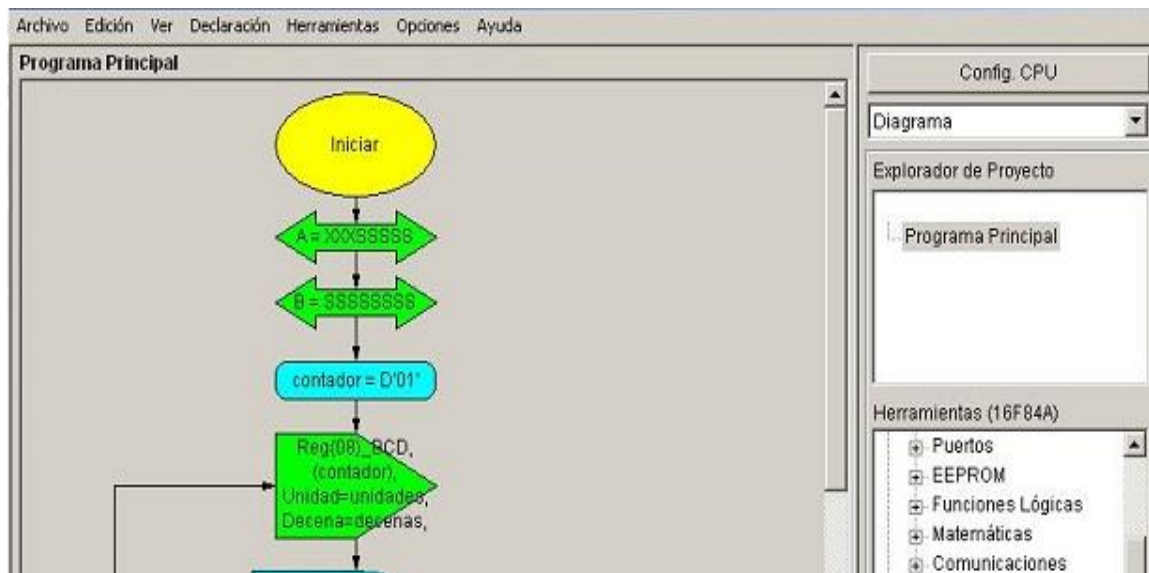 Archivo Edición Ver Declaración Herramientas Opciones Ayuda
Programa Principal
Iniciar
A = XXXSSSSS
B = SSSSSSSS
contador = D'01'
Reg(08)_BCD,
(contador),
Unidad=unidades,
Decena=decenas,
Config. CPU
Diagrama
Explorador de Proyecto
Programa Principal
Herramientas (16F84A)
Puertos
EEPROM
Funciones Lógicas
Matemáticas
Comunicaciones